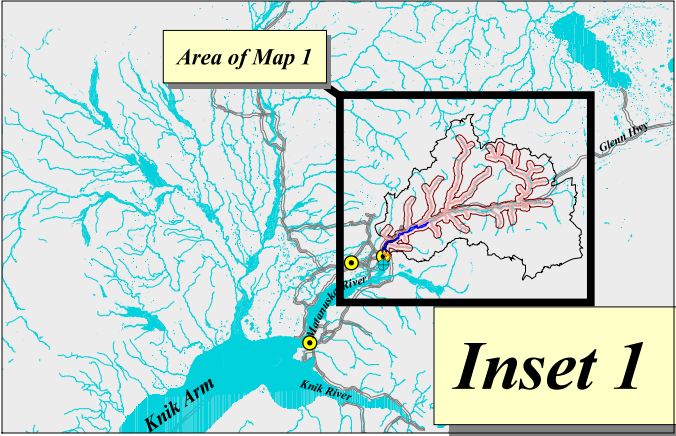 Area of Map 1
Glenn Hwy
Matanuska River
Knik Arm
Knik River
Inset 1